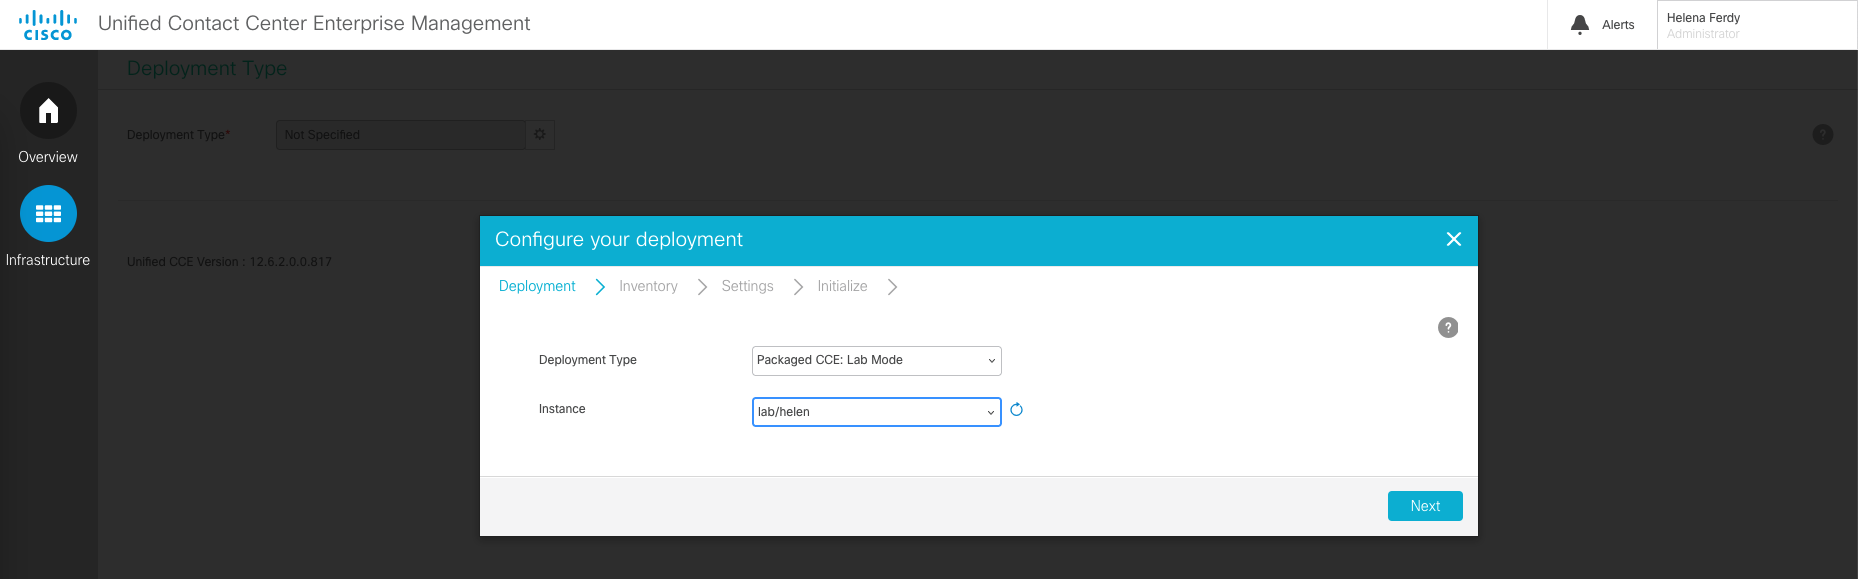 CISCO
Unified Contact Center Enterprise Management
Alerts
Helena Ferdy
Administrator
Deployment Type
Overview
Deployment Type*
Not Specified
?
Infrastructure
Unified CCE Version : 12.6.2.0.0.817
Configure your deployment
Deployment
Inventory
Settings
Initialize
?
Deployment Type
Packaged CCE: Lab Mode
Instance
lab/helen
Next